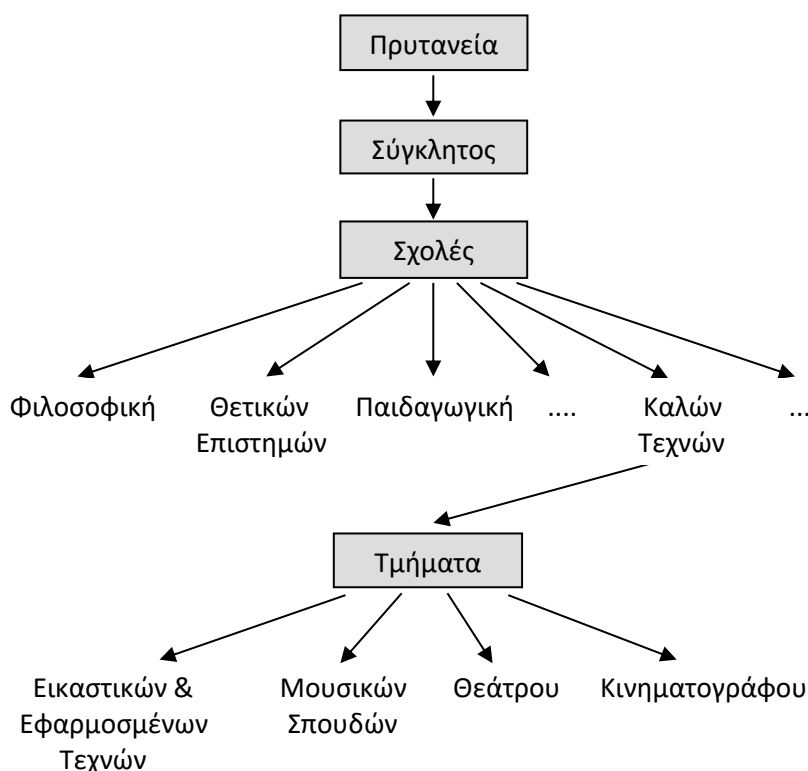 Πρυτανεία
Σύγκλητος
Σχολές
Φιλοσοφική
Θετικών
Επιστημών
Παιδαγωγική
....
Καλών
Τεχνών
...
Τμήματα
Εικαστικών &
Εφαρμοσμένων
Τεχνών
Μουσικών
Σπουδών
Θεάτρου
Κινηματογράφου